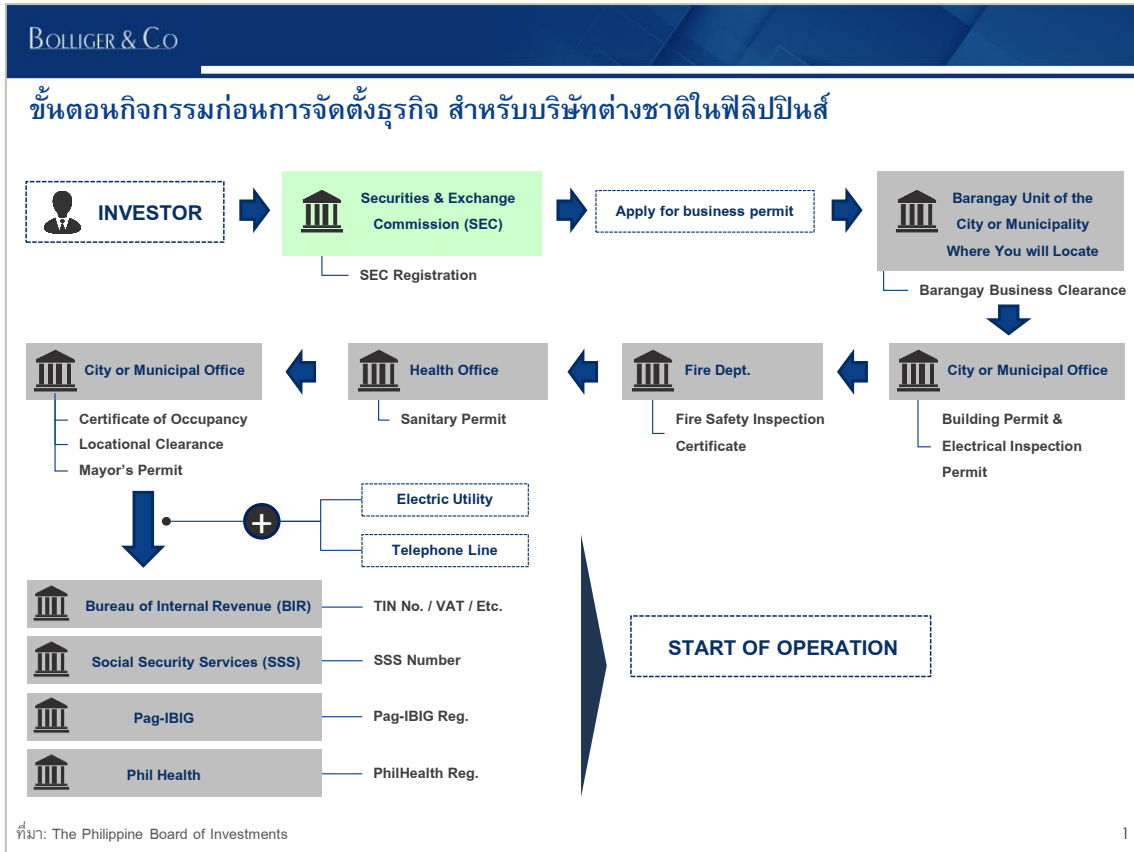 BOLLIGER & CO
ขั้นตอนกิจกรรมก่อนการจัดตั้งธุรกิจ สำหรับบริษัทต่างชาติในฟิลิปปินส์
INVESTOR
Securities & Exchange
Commission (SEC)
SEC Registration
Apply for business permit
Barangay Unit of the
City or Municipality
Where You will Locate
Barangay Business Clearance
City or Municipal Office
Building Permit &
Electrical Inspection
Permit
Fire Dept.
Fire Safety Inspection
Certificate
Health Office
Sanitary Permit
City or Municipal Office
Certificate of Occupancy
Locational Clearance
Mayor's Permit
+
Electric Utility
Telephone Line
Bureau of Internal Revenue (BIR)
TIN No. / VAT / Etc.
Social Security Services (SSS)
SSS Number
Pag-IBIG
Pag-IBIG Reg.
Phil Health
PhilHealth Reg.
START OF OPERATION
ที่มา: The Philippine Board of Investments
1